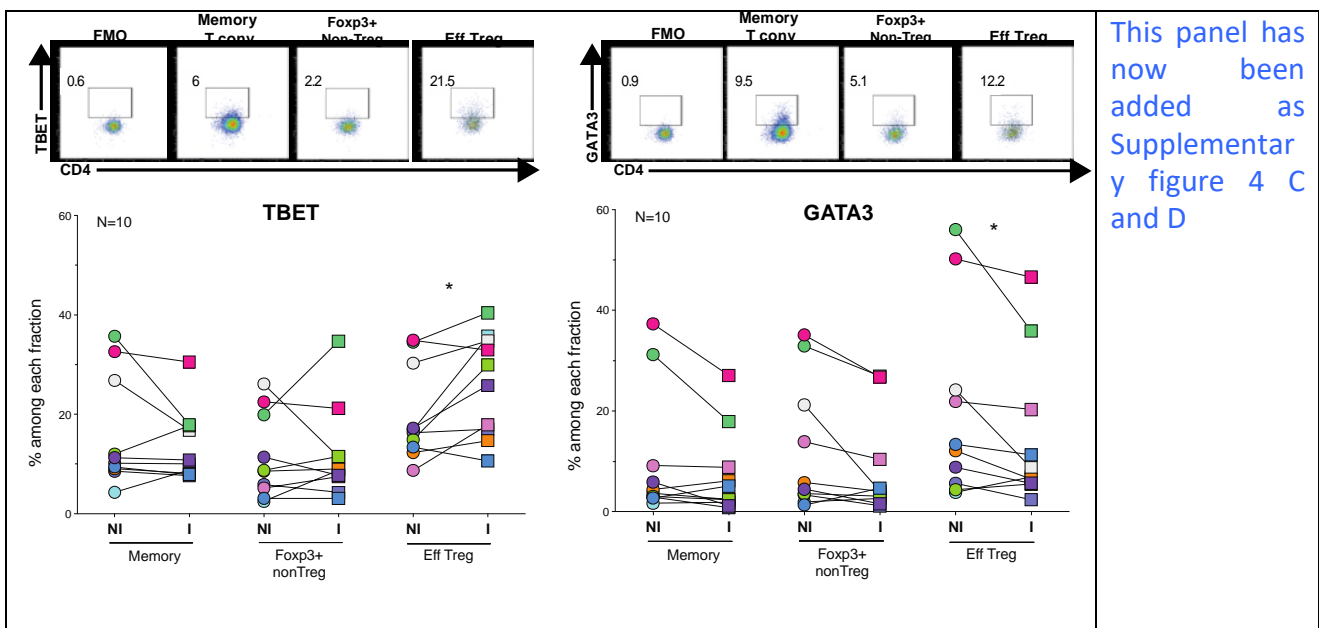 FMO
Memory
T conv
Foxp3+
Non-Treg
Eff Treg
0.6
6
2.2
21.5
TBET
CD4
FMO
Memory
T conv
Foxp3+
Non-Treg
Eff Treg
0.9
9.5
5.1
12.2
GATA3
CD4
TBET
N=10
60
40
20
0
% among each fraction
*
NI
I
NI
I
NI
I
Memory
Foxp3+
nonTreg
Eff Treg
GATA3
N=10
60
40
20
0
% among each fraction
*
NI
I
NI
I
NI
I
Memory
Foxp3+
nonTreg
Eff Treg
This panel has
now been
added as
Supplementar
y figure 4 C
and D